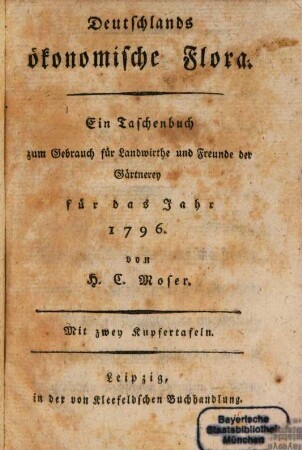 Deutschlands
ökonomische Flora.
Ein Taschenbuch
zum Gebrauch für Landwirthe und Freunde der
Gärtnerey
für das Jahr
1796.
von
H. C. Moser.
Mit zwey Kupfertafeln.
Leipzig,
in der von Kleefeldschen Buchhandlung.
Bayerische
Staatsbibliothek
München